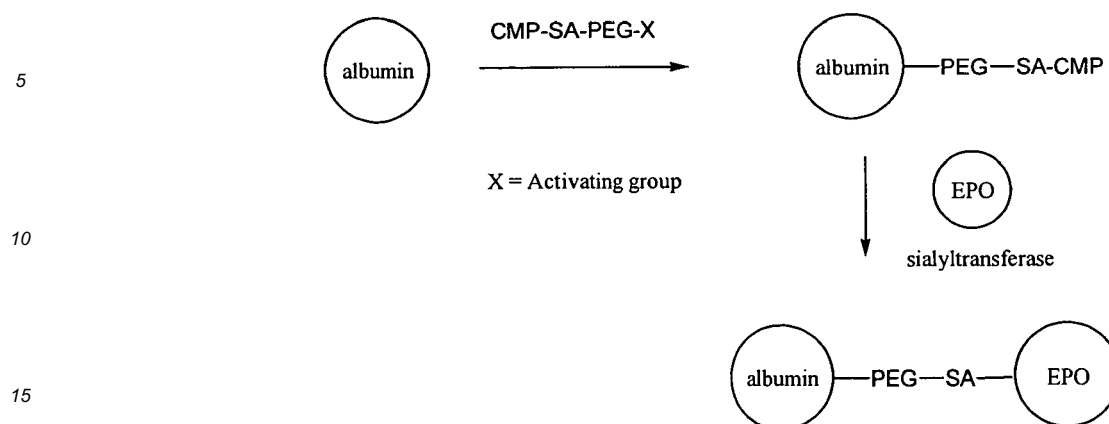 CMP-SA-PEG-X
albumin
albumin—PEG—SA-CMP
5
X = Activating group
EPO
10
sialyltransferase
albumin—PEG—SA—EPO
15